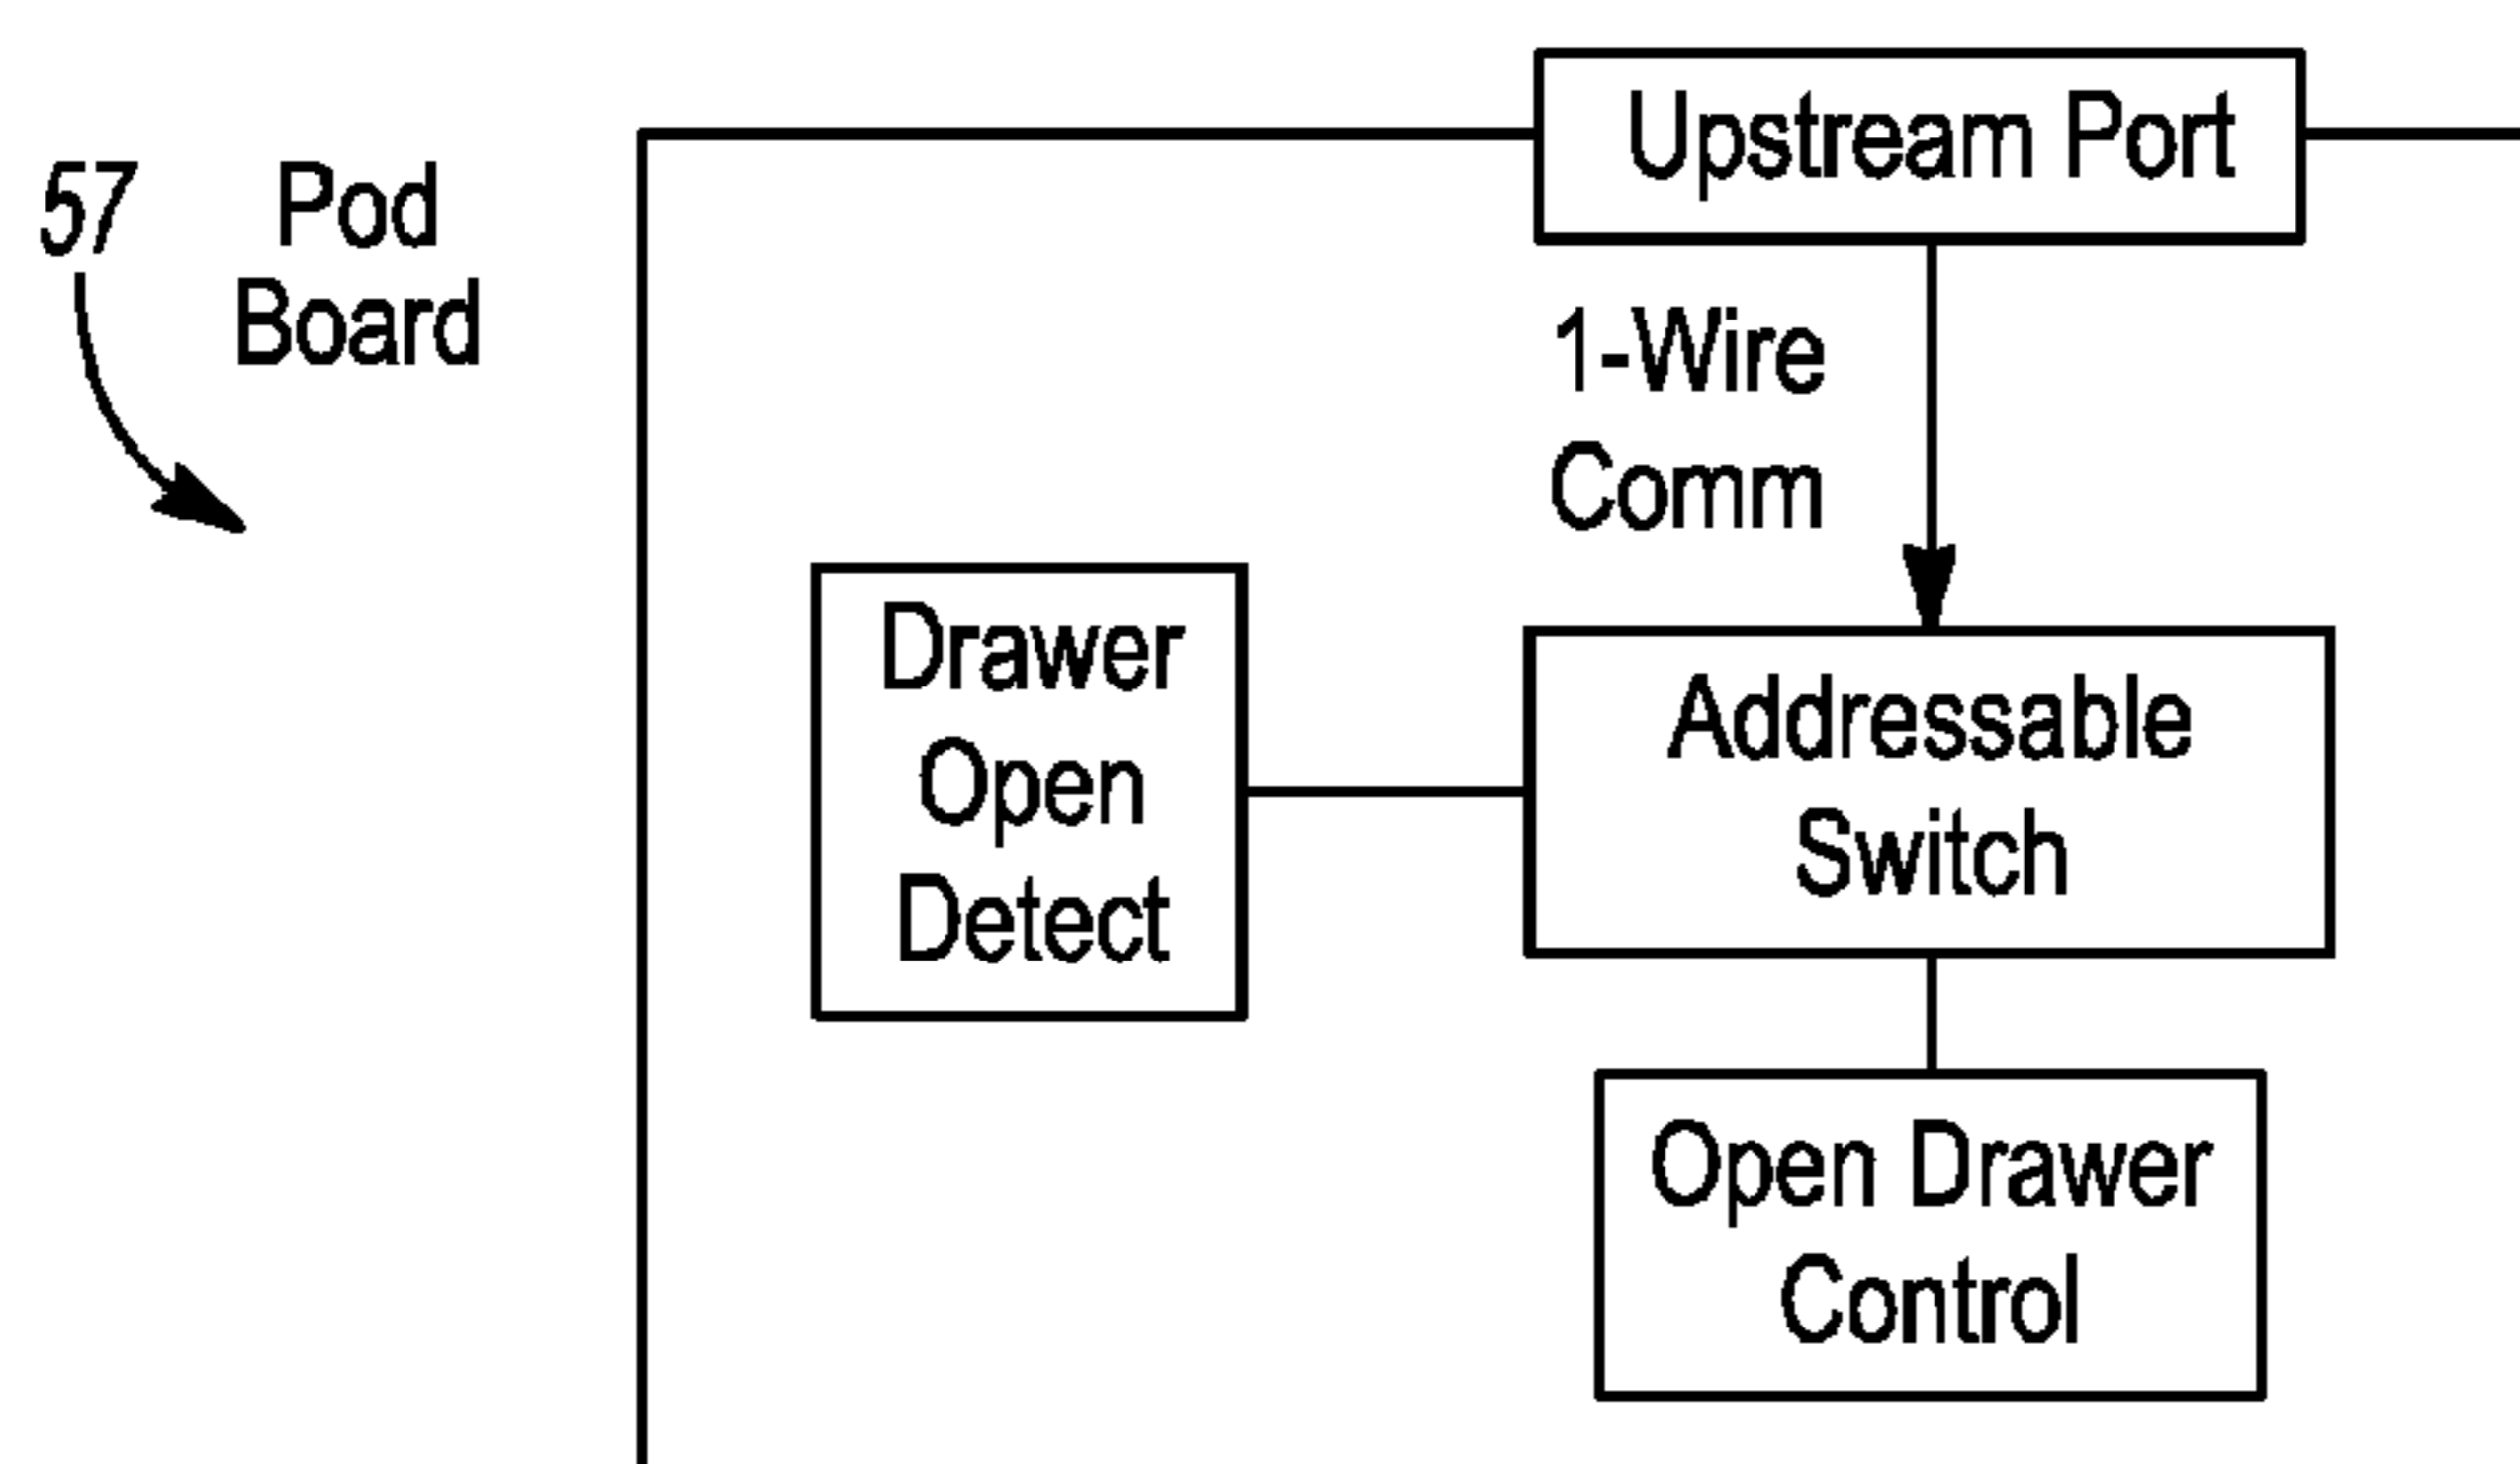 57
Pod
Board
Upstream Port
1-Wire
Comm
Drawer
Open
Detect
Addressable
Switch
Open Drawer
Control